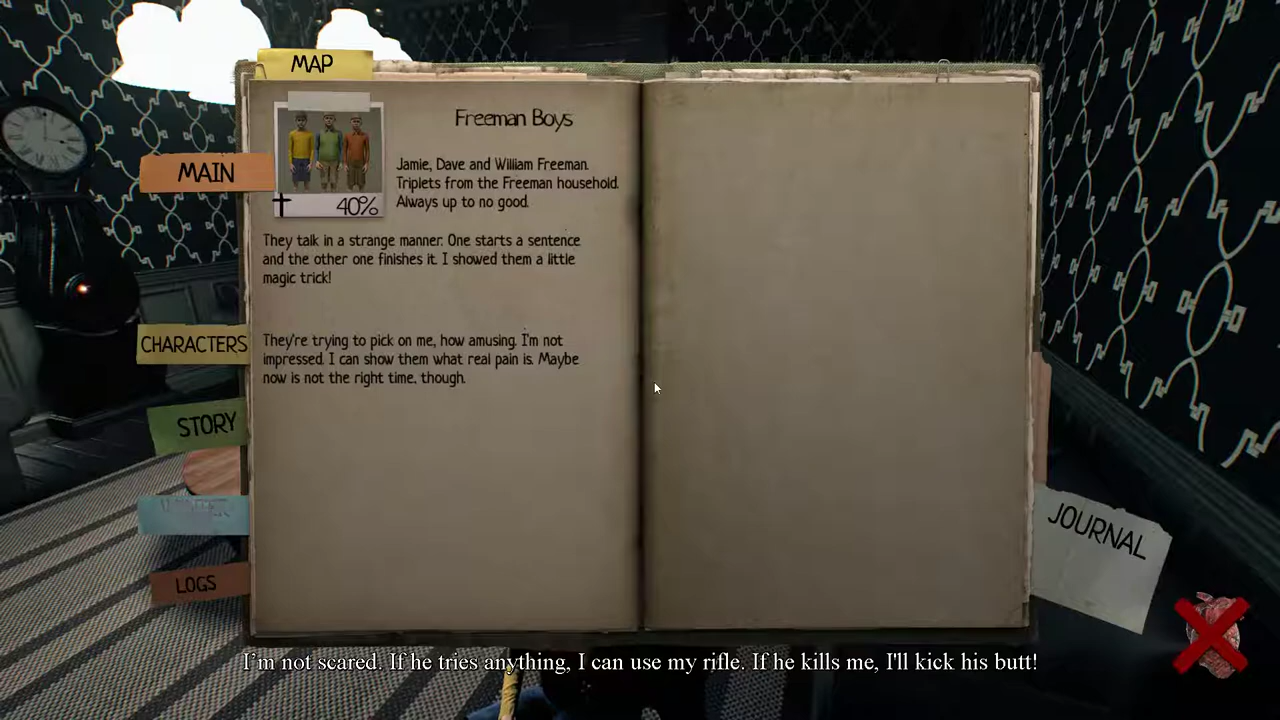 MAP
Freeman Boys
Jamie, Dave and William Freeman.
Triplets from the Freeman household.
Always up to no good.
40%
They talk in a strange manner. One starts a sentence
and the other one finishes it. I showed them a little
magic trick!
They're trying to pick on me, how amusing. I'm not
impressed. I can show them what real pain is. Maybe
now is not the right time, though.
MAIN
CHARACTERS
STORY
LOGS
JOURNAL
I'm not scared. If he tries anything, I can use my rifle. If he kills me, I'll kick his butt!